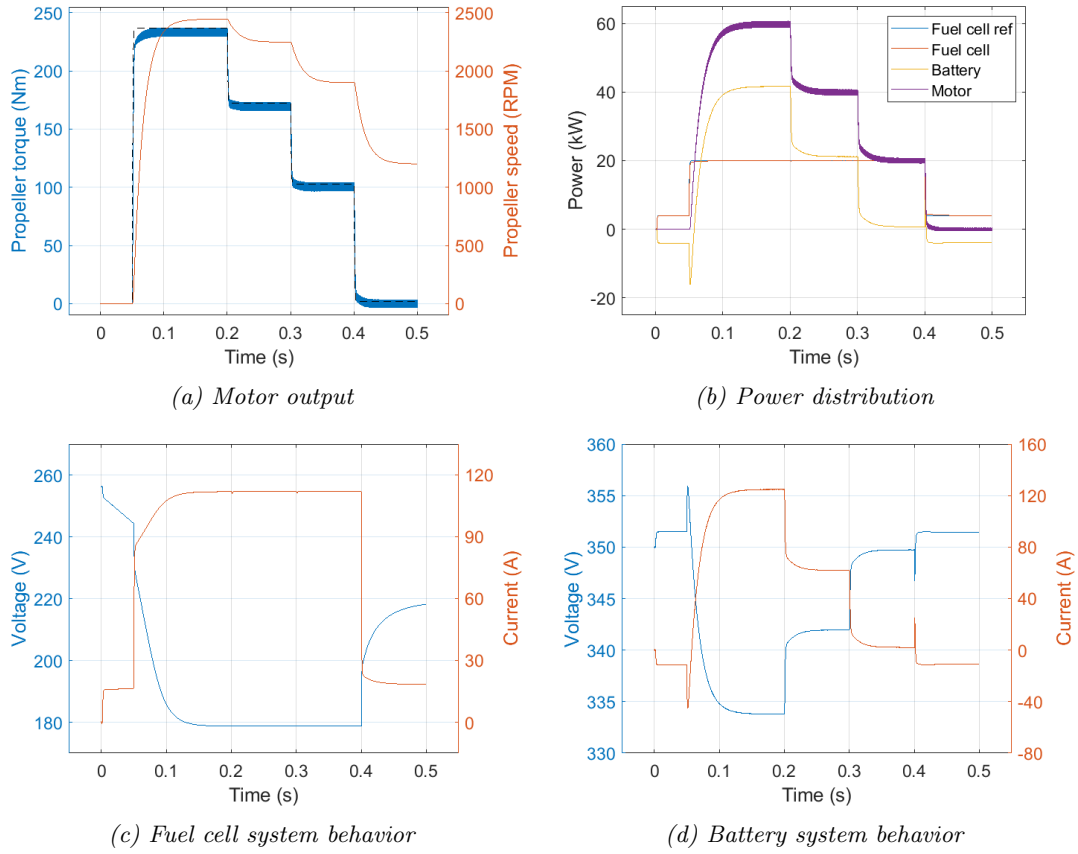 250
200
150
100
50
0
Propeller torque (Nm)
2500
2000
1500
1000
500
0
Propeller speed (RPM)
0 0.1 0.2 0.3 0.4 0.5
Time (s)
(a) Motor output
60
40
20
0
-20
Power (kW)
Fuel cell ref
Fuel cell
Battery
Motor
0 0.1 0.2 0.3 0.4 0.5
Time (s)
(b) Power distribution
260
240
220
200
180
Voltage (V)
120
90
60
30
0
Current (A)
0 0.1 0.2 0.3 0.4 0.5
Time (s)
(c) Fuel cell system behavior
360
355
350
345
340
335
330
Voltage (V)
160
120
80
40
0
-40
-80
Current (A)
0 0.1 0.2 0.3 0.4 0.5
Time (s)
(d) Battery system behavior